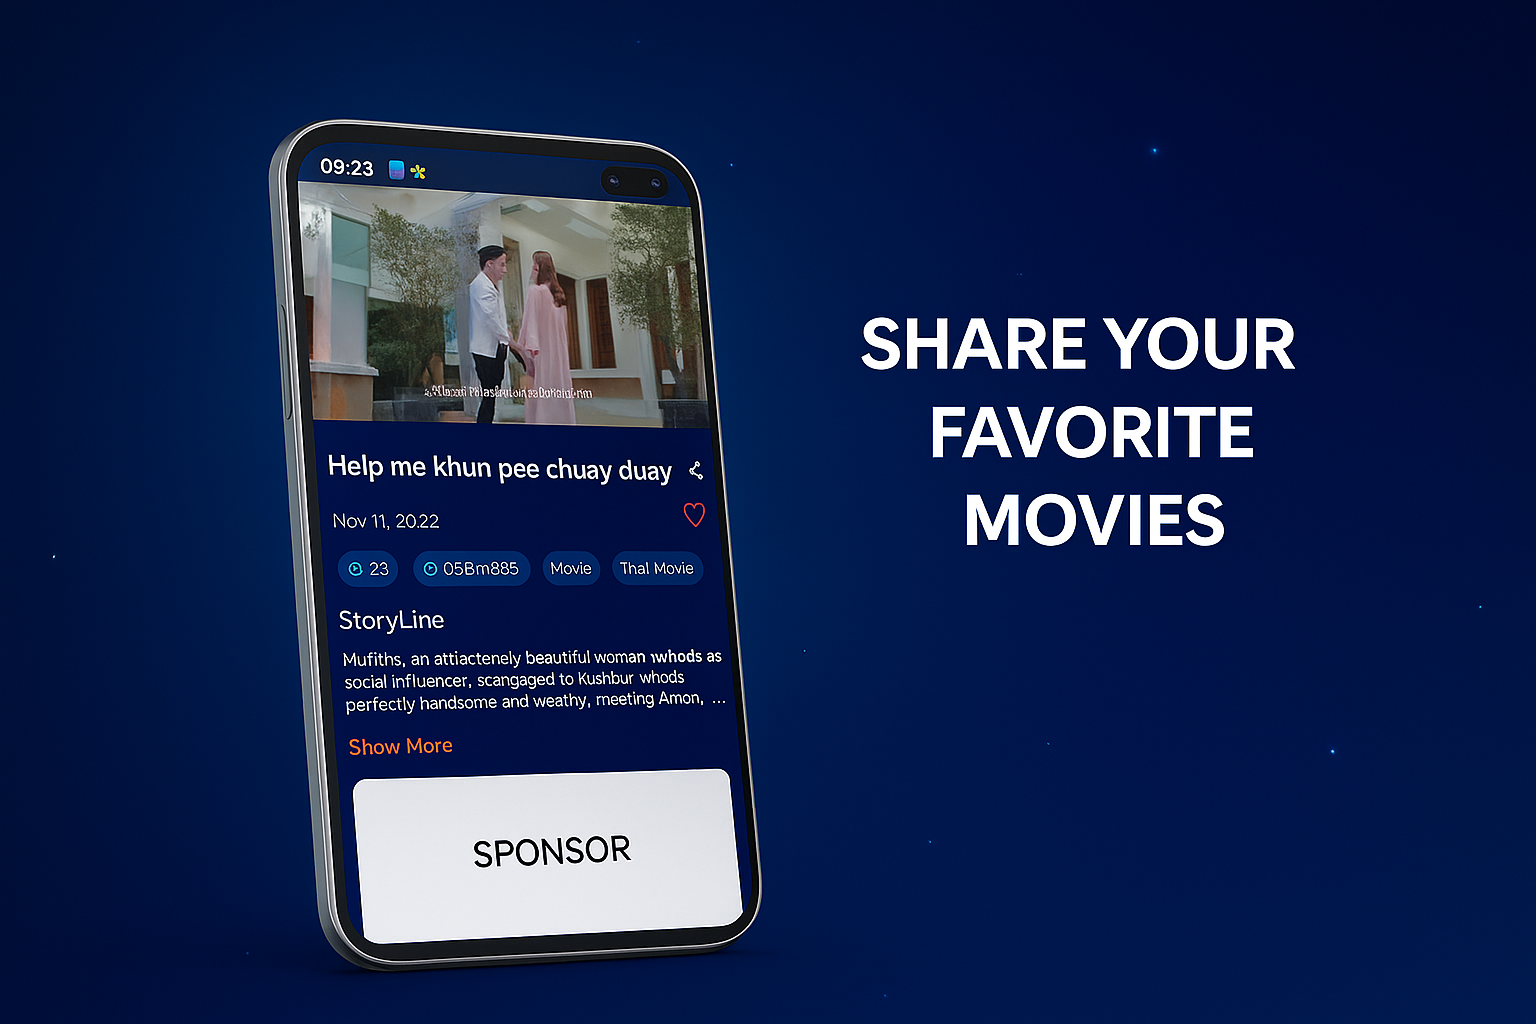 09:23
Help me khun pee chuay duay
Nov 11, 20.22
23
05Bm885
Movie
Thal Movie
StoryLine
Mufiths, an attiactenely beautiful woman whods as
social influencer, scangaged to Kushbur whods
perfectly handsome and weathy, meeting Amon, ...
Show More
SPONSOR
SHARE YOUR
FAVORITE
MOVIES